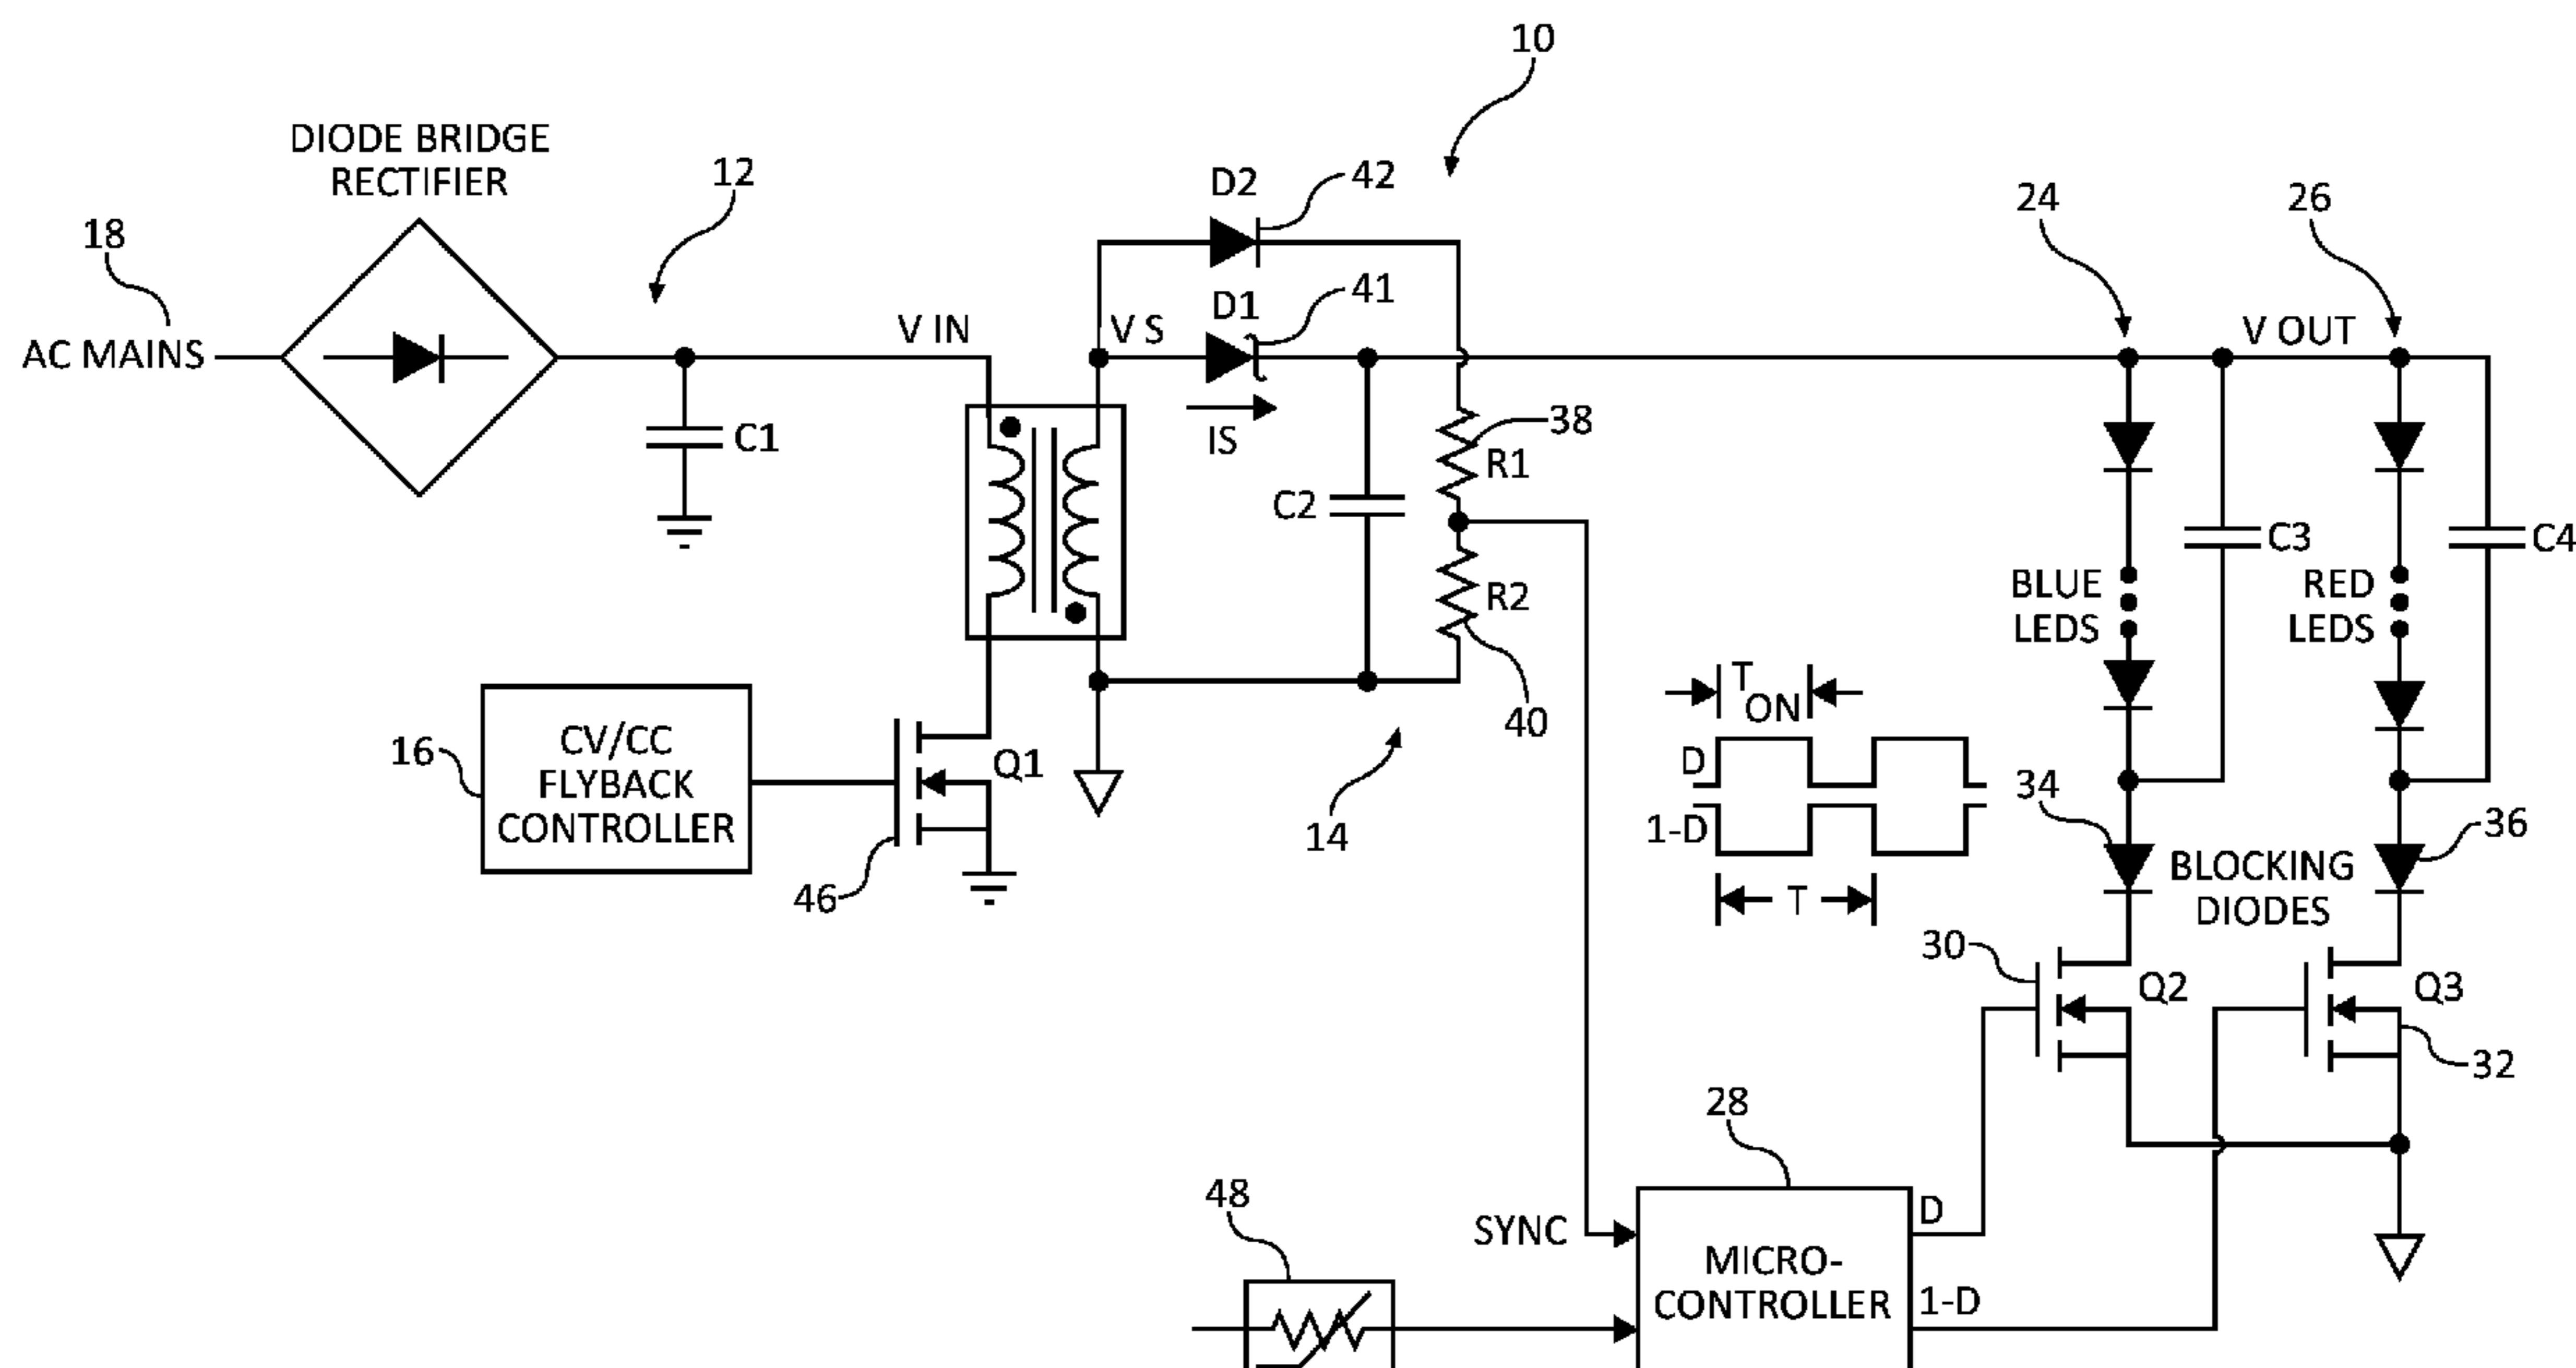 10
DIODE BRIDGE
RECTIFIER
12
D2
42
24
26
18
D1
41
AC MAINS
V IN
V S
V OUT
IS
C1
38
R1
C2
C3
C4
R2
BLUE
LEDS
RED
LEDS
40
T
ON
16
CV/CC
FLYBACK
CONTROLLER
Q1
D
34
14
1-D
36
BLOCKING
DIODES
46
T
30
Q2
Q3
32
28
48
SYNC
D
MICRO-
CONTROLLER
1-D